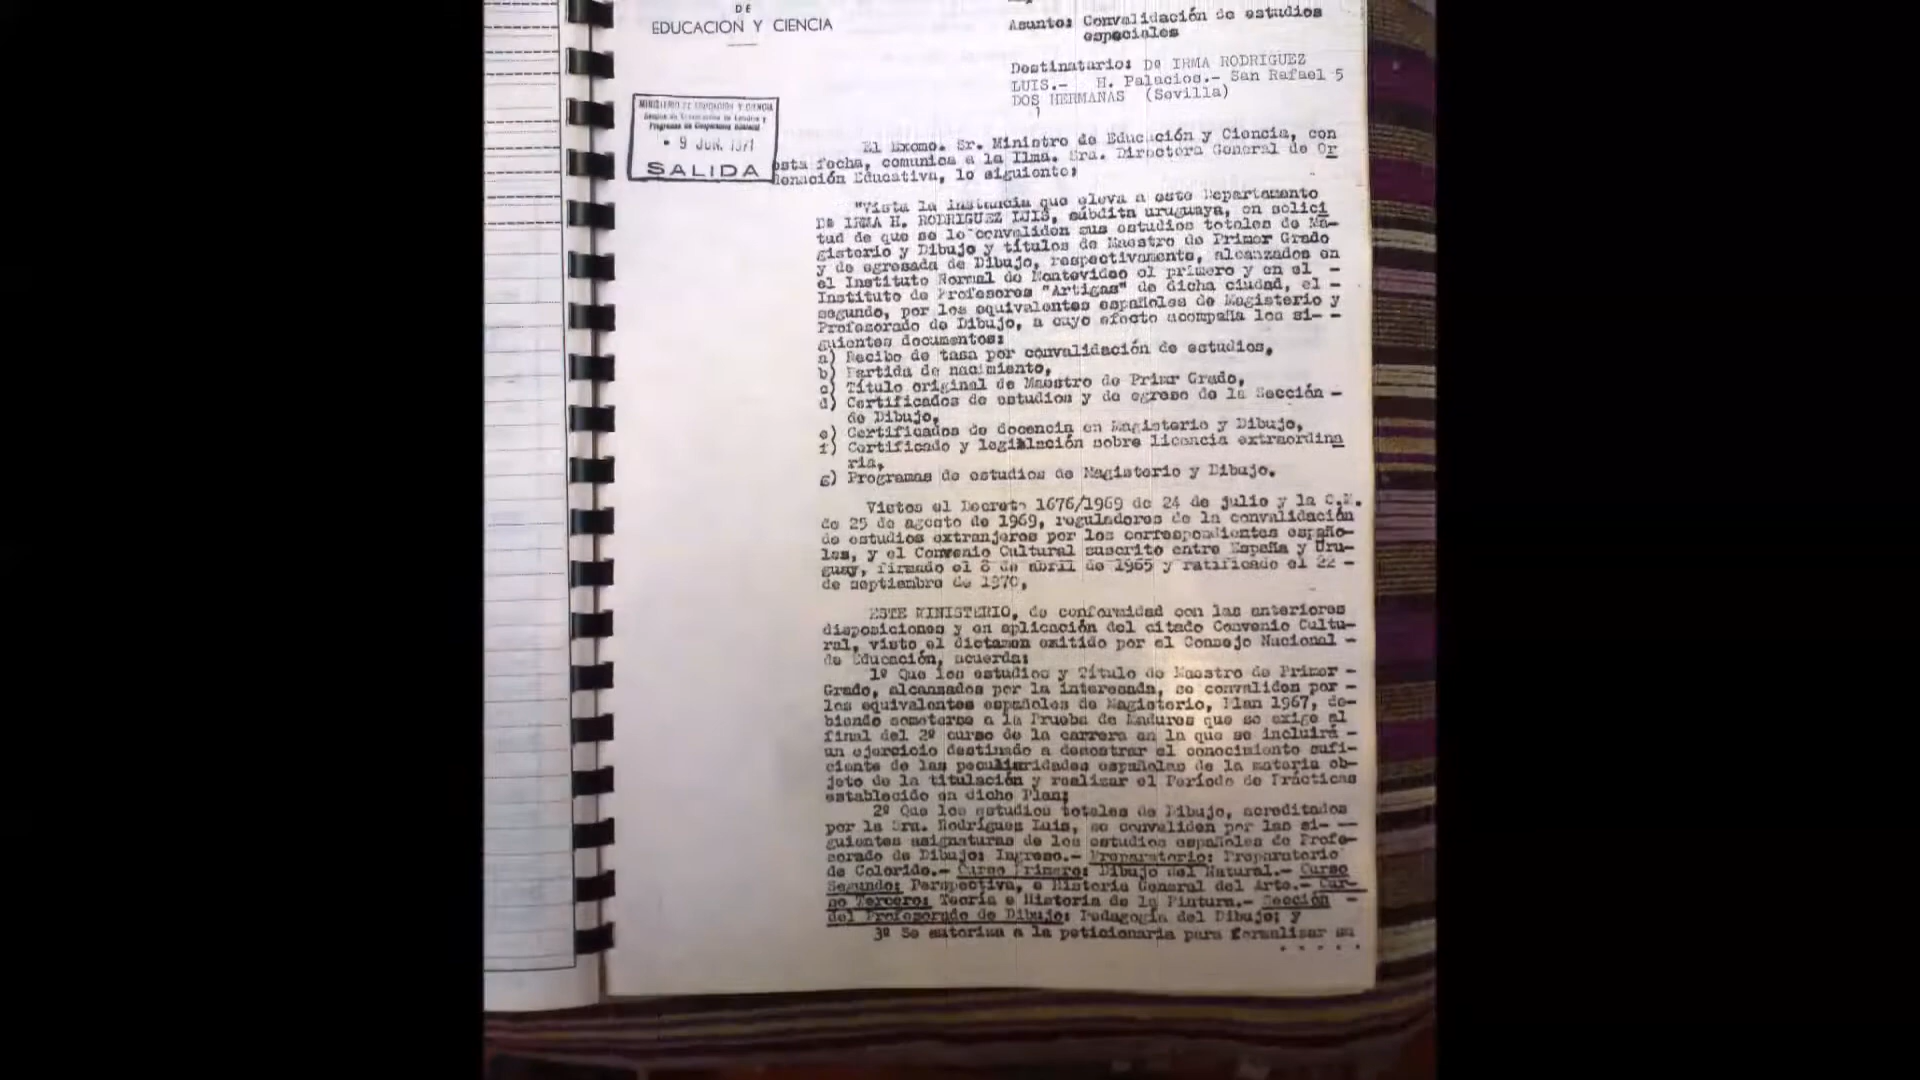 DE
EDUCACION Y CIENCIA
Asunto: Convalidación de estudios
especiales
Destinatario: Dª IRMA RODRIGUEZ
LUIS.- H. Palacios.- San Rafael 5
DOS HERMANAS (Sevilla)
MINISTERIO DE EDUCACION Y CIENCIA
9 JUN. 1971
SALIDA
El Excmo. Sr. Ministro de Educación y Ciencia, con
esta fecha, comunica a la Ilma. Sra. Directora General de Or
denación Educativa, lo siguiente:
"Vista la instancia que eleva a este Departamento
Dª IRMA H. RODRIGUEZ LUIS, súbdita uruguaya, en solici
tud de que se le convaliden sus estudios totales de Ma-
gisterio y Dibujo y títulos de Maestro de Primer Grado
y de egresada de Dibujo, respectivamente, alcanzados en
el Instituto Normal de Montevideo el primero y en el -
Instituto de Profesores "Artigas" de dicha ciudad, el -
segundo, por los equivalentes españoles de Magisterio y
Profesorado de Dibujo, a cuyo efecto acompaña los si- -
guientes documentos:
a) Recibo de tasa por convalidación de estudios,
b) Partida de nacimiento,
c) Título original de Maestro de Primr Grado,
d) Certificados de estudios y de egreso de la Sección -
de Dibujo,
e) Certificados de docencia en Magisterio y Dibujo,
f) Certificado y legislación sobre licencia extraordina
ria,
g) Programas de estudios de Magisterio y Dibujo.
Vistos el Decreto 1676/1969 de 24 de julio y la O.M.
de 25 de agosto de 1969, reguladores de la convalidación
de estudios extranjeros por los correspondientes españo-
les, y el Convenio Cultural suscrito entre España y Uru-
guay, firmado el 8 de abril de 1965 y ratificado el 22 -
de septiembre de 1970,
ESTE MINISTERIO, de conformidad con las anteriores
disposiciones y en aplicación del citado Convenio Cultu-
ral, visto el dictamen emitido por el Consejo Nacional -
de Educación, acuerda:
1º Que los estudios y Título de Maestro de Primer -
Grado, alcanzados por la interesada, se convaliden por -
los equivalentes españoles de Magisterio, Plan 1967, de-
biendo someterse a la Prueba de Madurez que se exige al
final del 2º curso de la carrera en la que se incluirá -
un ejercicio destinado a demostrar el conocimiento sufi-
ciente de las peculiaridades españolas de la materia ob-
jeto de la titulación y realizar el Período de Prácticas
establecido en dicho Plan;
2º Que los estudios totales de Dibujo, acreditados
por la Sra. Rodríguez Luis, se convaliden por las si- -
guientes asignaturas de los estudios españoles de Profe-
sorado de Dibujo: Ingreso.- Preparatorio: Preparatorio
de Colorido.- Curso Primero: Dibujo del Natural.- Curso
Segundo: Perspectiva, e Historia General del Arte.- Cur-
so Tercero: Teoría e Historia de la Pintura.- Sección -
del Profesorado de Dibujo: Pedagogía del Dibujo; y
3º Se autoriza a la peticionaria para formalizar su
. . . . .